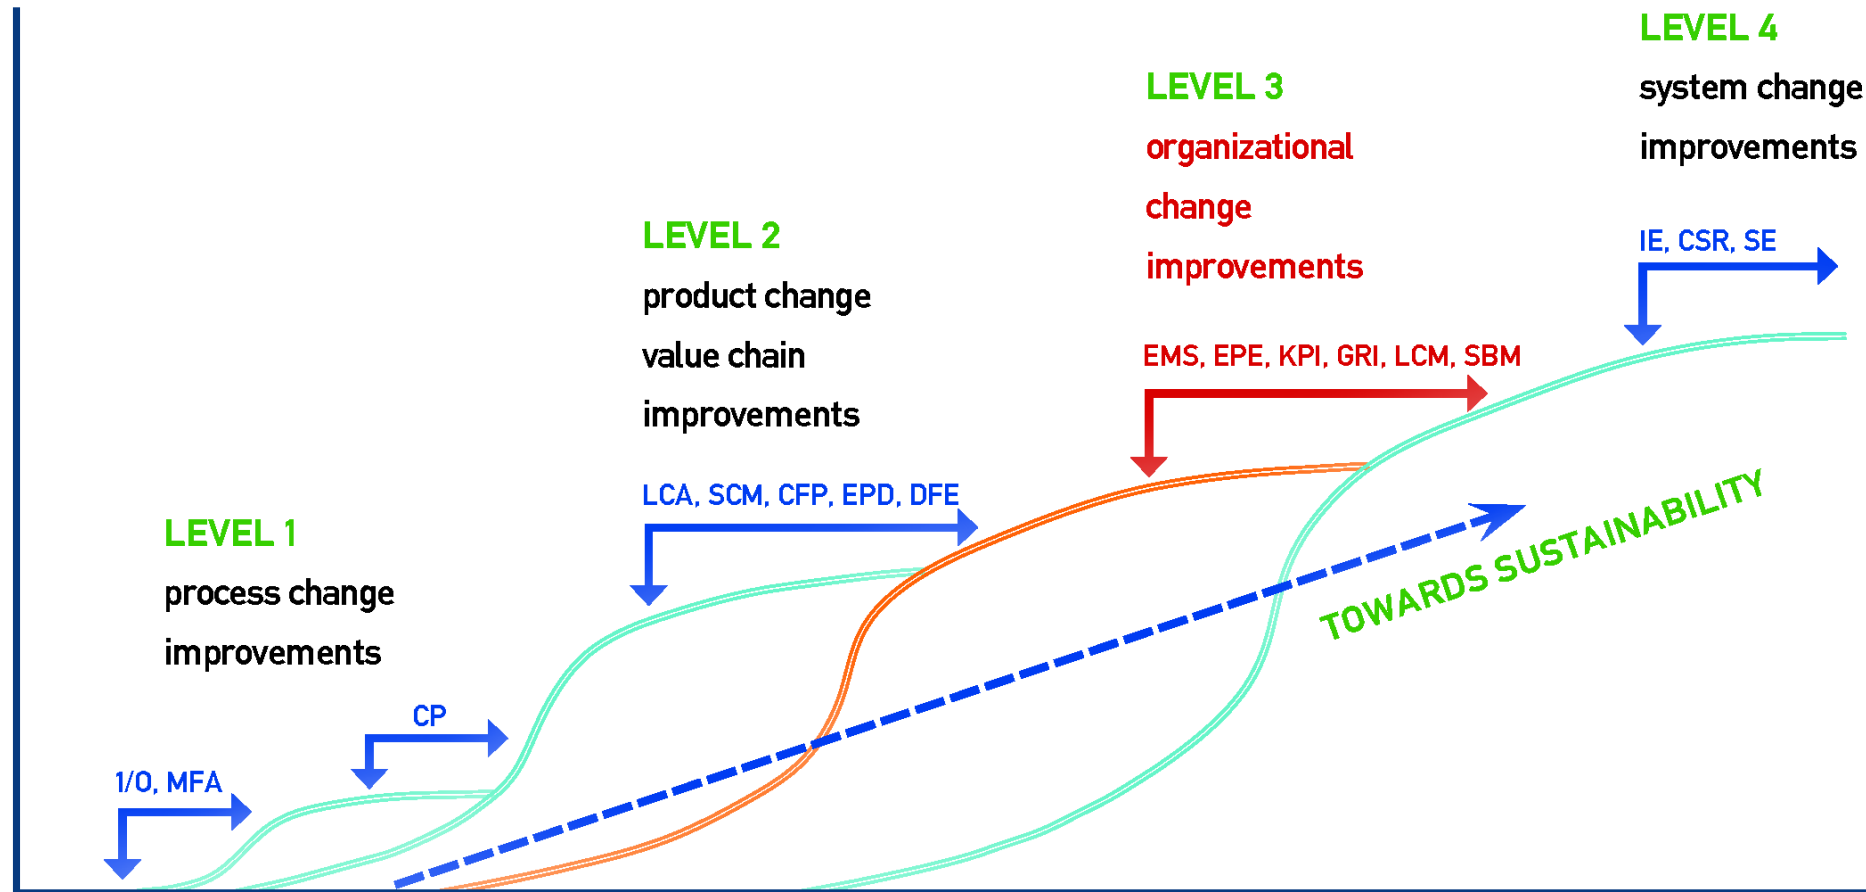 LEVEL 1
process change
improvements
I/O, MFA
CP
LEVEL 2
product change
value chain
improvements
LCA, SCM, CFP, EPD, DFE
LEVEL 3
organizational
change
improvements
EMS, EPE, KPI, GRI, LCM, SBM
LEVEL 4
system change
improvements
IE, CSR, SE
TOWARDS SUSTAINABILITY